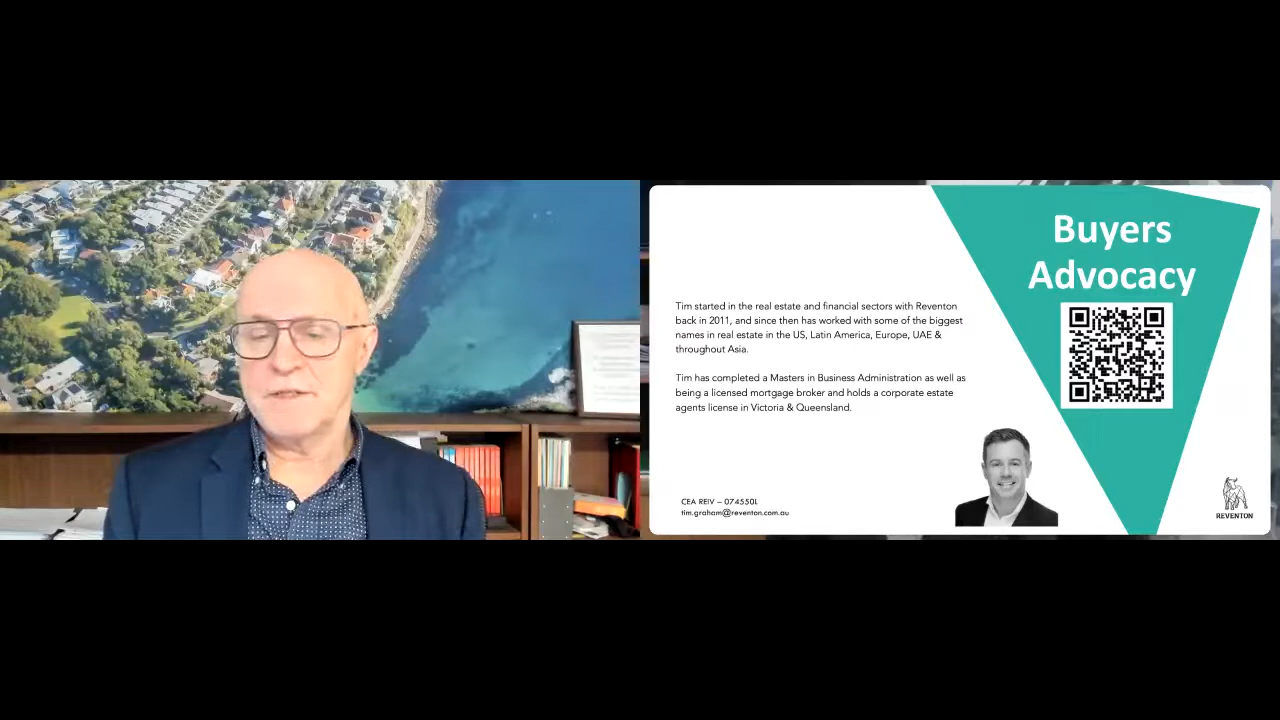 Buyers
Advocacy
Tim started in the real estate and financial sectors with Reventon
back in 2011, and since then has worked with some of the biggest
names in real estate in the US, Latin America, Europe, UAE &
throughout Asia.
Tim has completed a Masters in Business Administration as well as
being a licensed mortgage broker and holds a corporate estate
agents license in Victoria & Queensland.
CEA REIV – 074550L
tim.graham@reventon.com.au
REVENTON